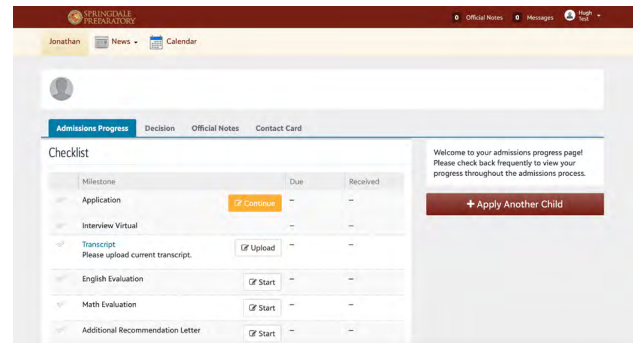 SPRINGDALE
PREPARATORY
0 Official Notes 0 Messages Hugh
Test
Jonathan News Calendar
Admissions Progress Decision Official Notes Contact Card
Checklist
Milestone Due Received
Application Continue – –
Interview Virtual – –
Transcript Upload – –
Please upload current transcript.
English Evaluation Start – –
Math Evaluation Start – –
Additional Recommendation Letter Start – –
Welcome to your admissions progress page!
Please check back frequently to view your
progress throughout the admissions process.
+ Apply Another Child